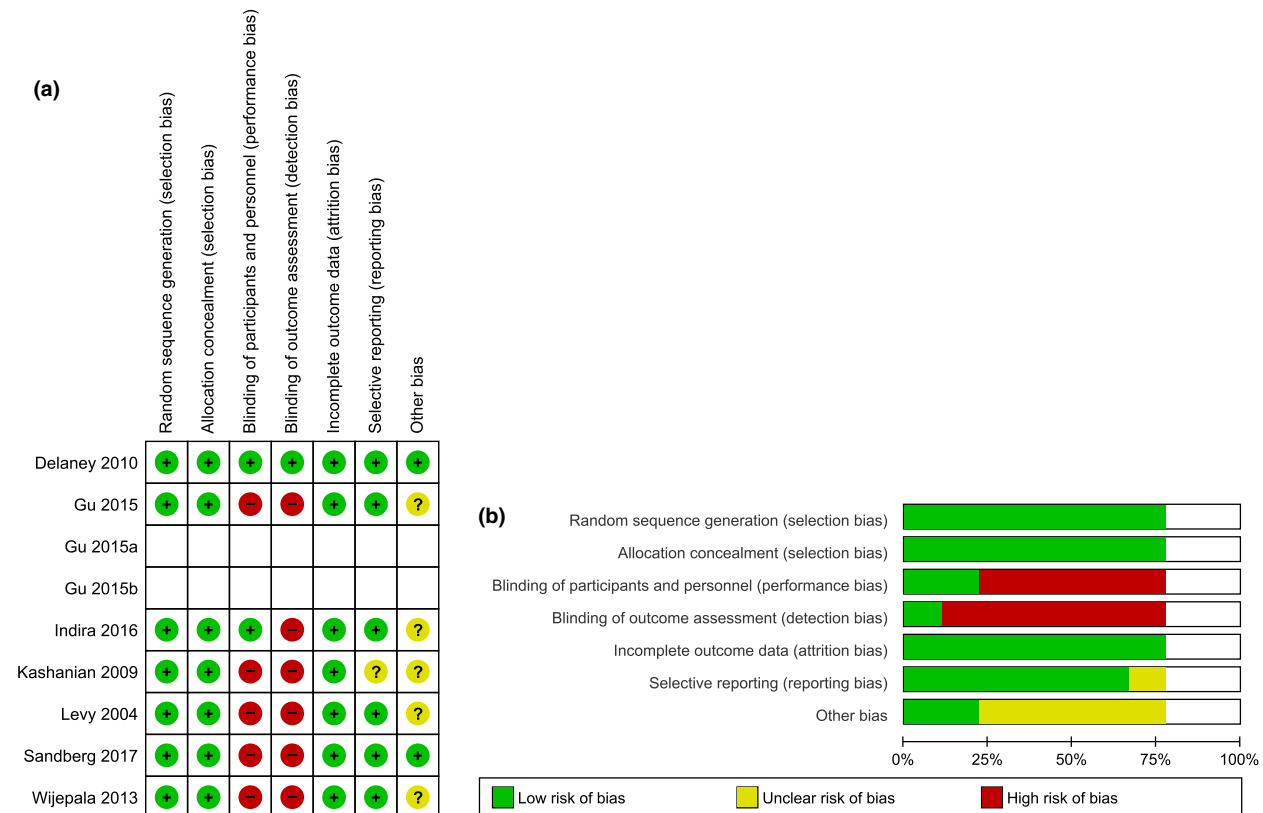 (a)
Random sequence generation (selection bias)
Allocation concealment (selection bias)
Blinding of participants and personnel (performance bias)
Blinding of outcome assessment (detection bias)
Incomplete outcome data (attrition bias)
Selective reporting (reporting bias)
Other bias
Delaney 2010 + + + + + + +
Gu 2015 + + − − + + ?
Gu 2015a
Gu 2015b
Indira 2016 + + + − + + ?
Kashanian 2009 + + − − + ? ?
Levy 2004 + + − − + + ?
Sandberg 2017 + + − − + + +
Wijepala 2013 + + − − + + ?
(b)
Random sequence generation (selection bias)
Allocation concealment (selection bias)
Blinding of participants and personnel (performance bias)
Blinding of outcome assessment (detection bias)
Incomplete outcome data (attrition bias)
Selective reporting (reporting bias)
Other bias
0% 25% 50% 75% 100%
Low risk of bias Unclear risk of bias High risk of bias